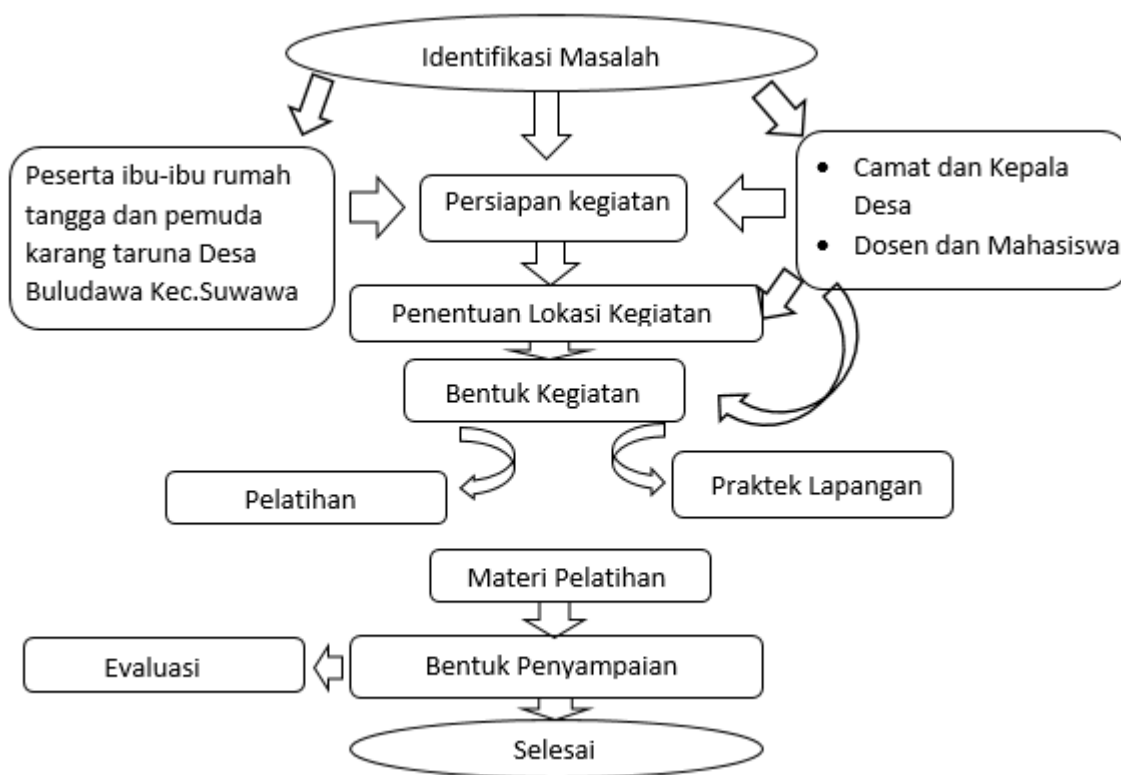 Identifikasi Masalah
Peserta ibu-ibu rumah
tangga dan pemuda
karang taruna Desa
Buludawa Kec.Suwawa
Persiapan kegiatan
• Camat dan Kepala
Desa
• Dosen dan Mahasiswa
Penentuan Lokasi Kegiatan
Bentuk Kegiatan
Pelatihan
Praktek Lapangan
Materi Pelatihan
Evaluasi
Bentuk Penyampaian
Selesai